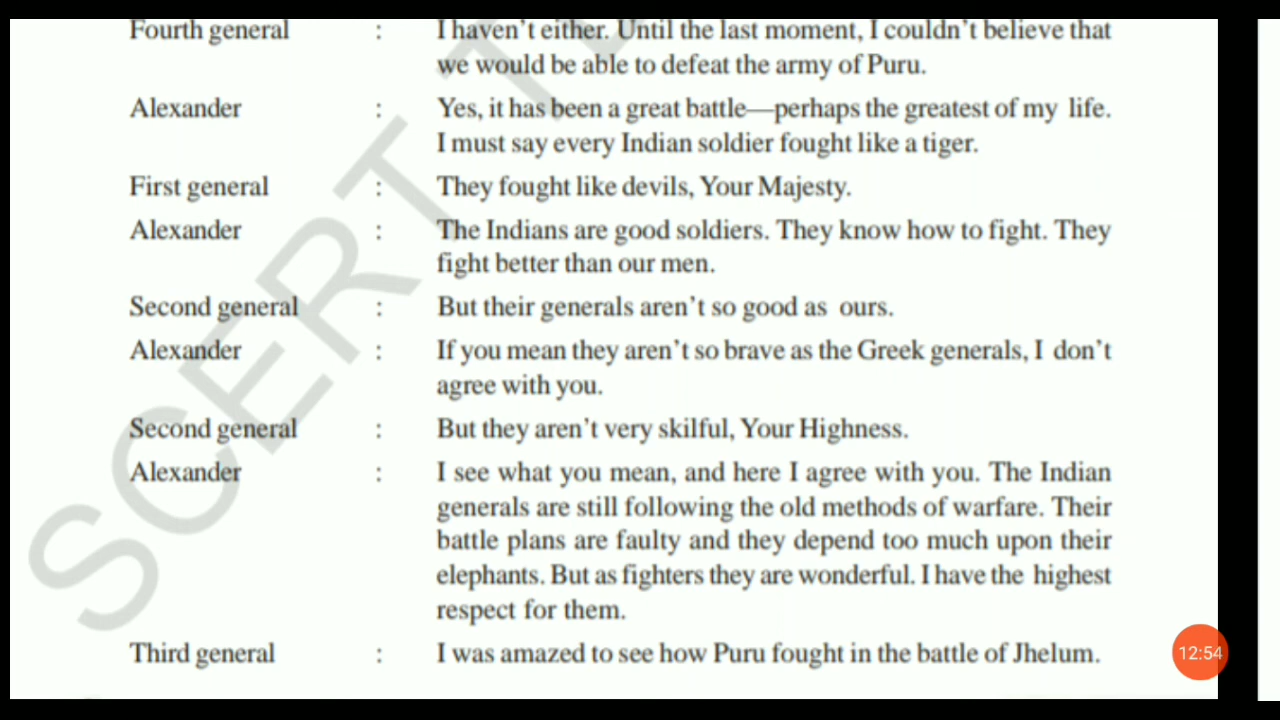 Fourth general : I haven't either. Until the last moment, I couldn't believe that
we would be able to defeat the army of Puru.
Alexander : Yes, it has been a great battle—perhaps the greatest of my life.
I must say every Indian soldier fought like a tiger.
First general : They fought like devils, Your Majesty.
Alexander : The Indians are good soldiers. They know how to fight. They
fight better than our men.
Second general : But their generals aren't so good as ours.
Alexander : If you mean they aren't so brave as the Greek generals, I don't
agree with you.
Second general : But they aren't very skilful, Your Highness.
Alexander : I see what you mean, and here I agree with you. The Indian
generals are still following the old methods of warfare. Their
battle plans are faulty and they depend too much upon their
elephants. But as fighters they are wonderful. I have the highest
respect for them.
Third general : I was amazed to see how Puru fought in the battle of Jhelum.
12:54
SCERT